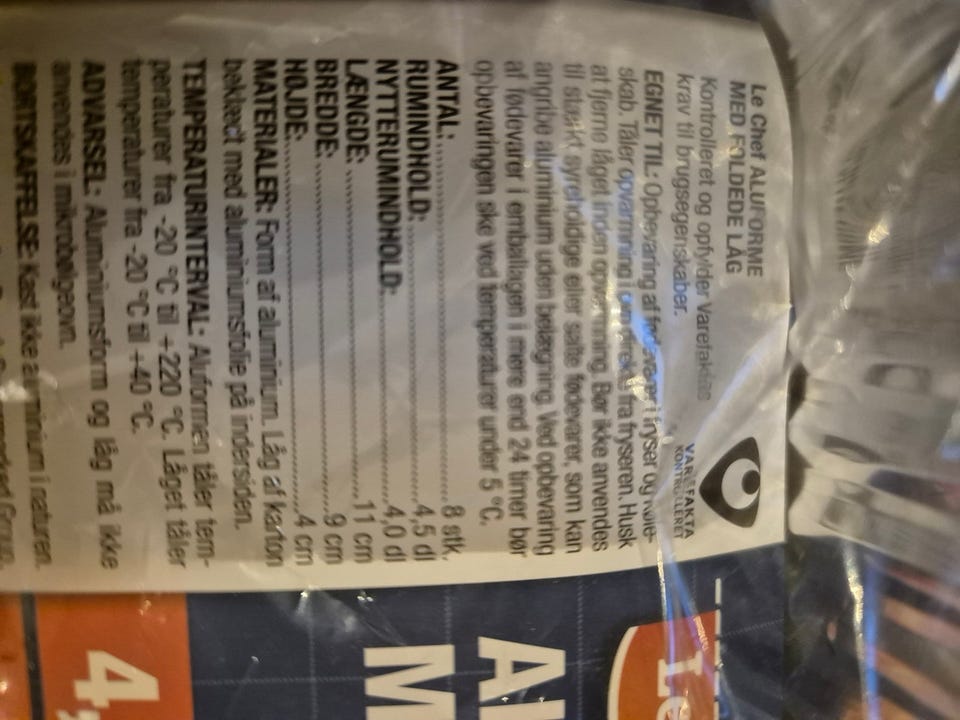 Le Chef ALUFORME
MED FOLDEDE LÅG
Kontrolleret og opfylder Varefaktas
krav til brugsegenskaber.
VAREFAKTA
KONTROLLERET
EGNET TIL: Opbevaring af fødevarer i fryser og køle-
skab. Tåler opvarmning i ovn direkte fra fryseren. Husk
at fjerne låget inden opvarmning. Bør ikke anvendes
til stærkt syreholdige eller salte fødevarer, som kan
angribe aluminium uden belægning. Ved opbevaring
af fødevarer i emballagen i mere end 24 timer bør
opbevaringen ske ved temperaturer under 5 °C.
ANTAL: 8 stk.
RUMINDHOLD: 4,5 dl
NYTTERUMINDHOLD: 4,0 dl
LÆNGDE: 11 cm
BREDDE: 9 cm
HØJDE: 4 cm
MATERIALER: Form af aluminium. Låg af karton
beklædt med aluminiumsfolie på indersiden.
TEMPERATURINTERVAL: Aluformen tåler tem-
peraturer fra -20 °C til +220 °C. Låget tåler
temperaturer fra -20 °C til +40 °C.
ADVARSEL: Aluminiumsform og låg må ikke
anvendes i mikrobølgeovn.
BORTSKAFFELSE: Kast ikke aluminium i naturen.
Le
AL
M
4,